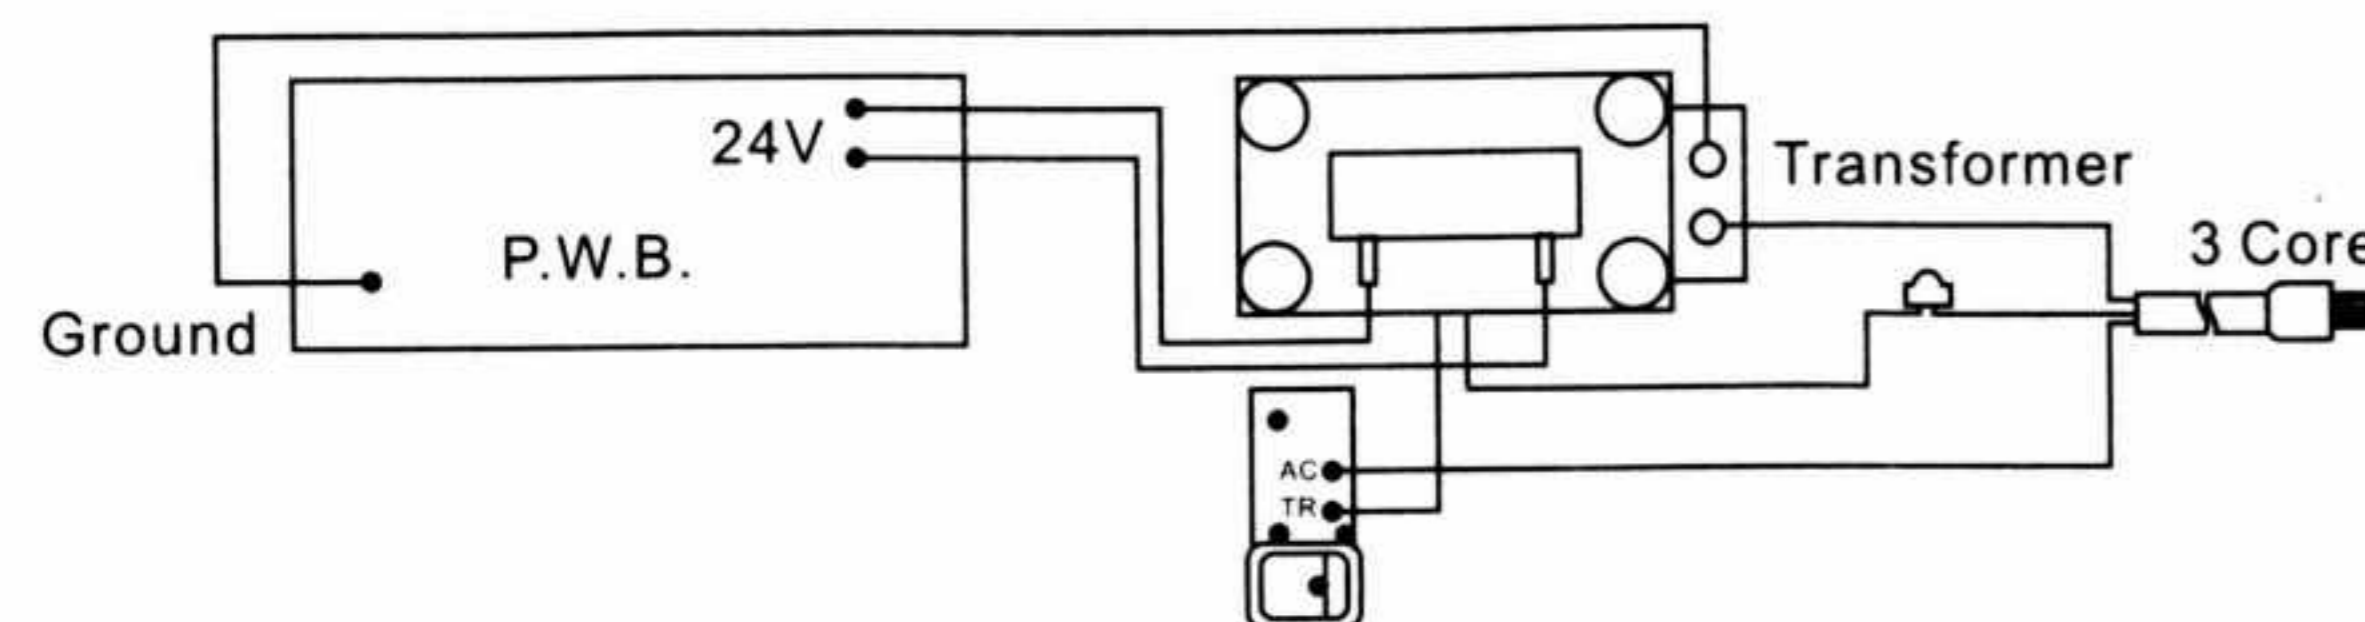 24V
Transformer
P.W.B.
3 Core
Ground
AC
TR